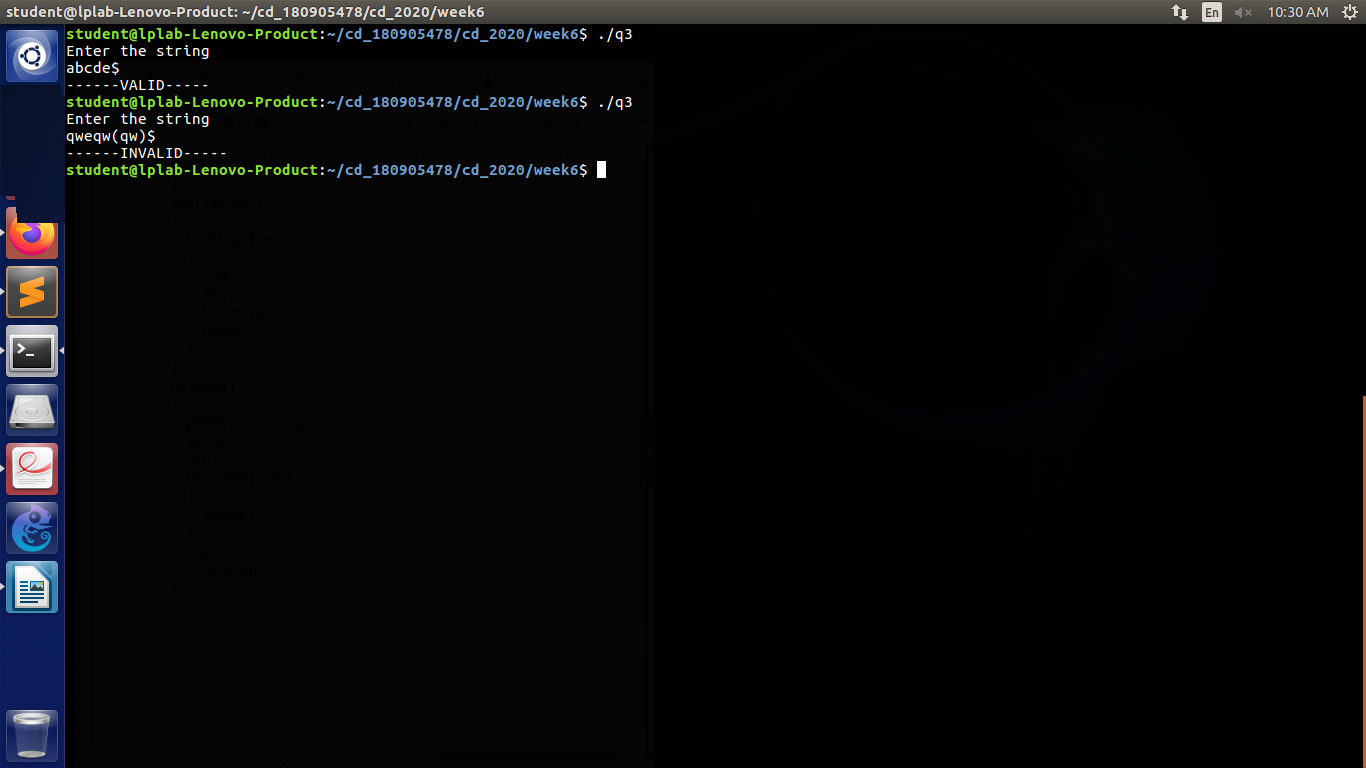 student@lplab-Lenovo-Product: ~/cd_180905478/cd_2020/week6
En
10:30 AM
student@lplab-Lenovo-Product:~/cd_180905478/cd_2020/week6$ ./q3
Enter the string
abcde$
------VALID-----
student@lplab-Lenovo-Product:~/cd_180905478/cd_2020/week6$ ./q3
Enter the string
qweqw(qw)$
------INVALID-----
student@lplab-Lenovo-Product:~/cd_180905478/cd_2020/week6$